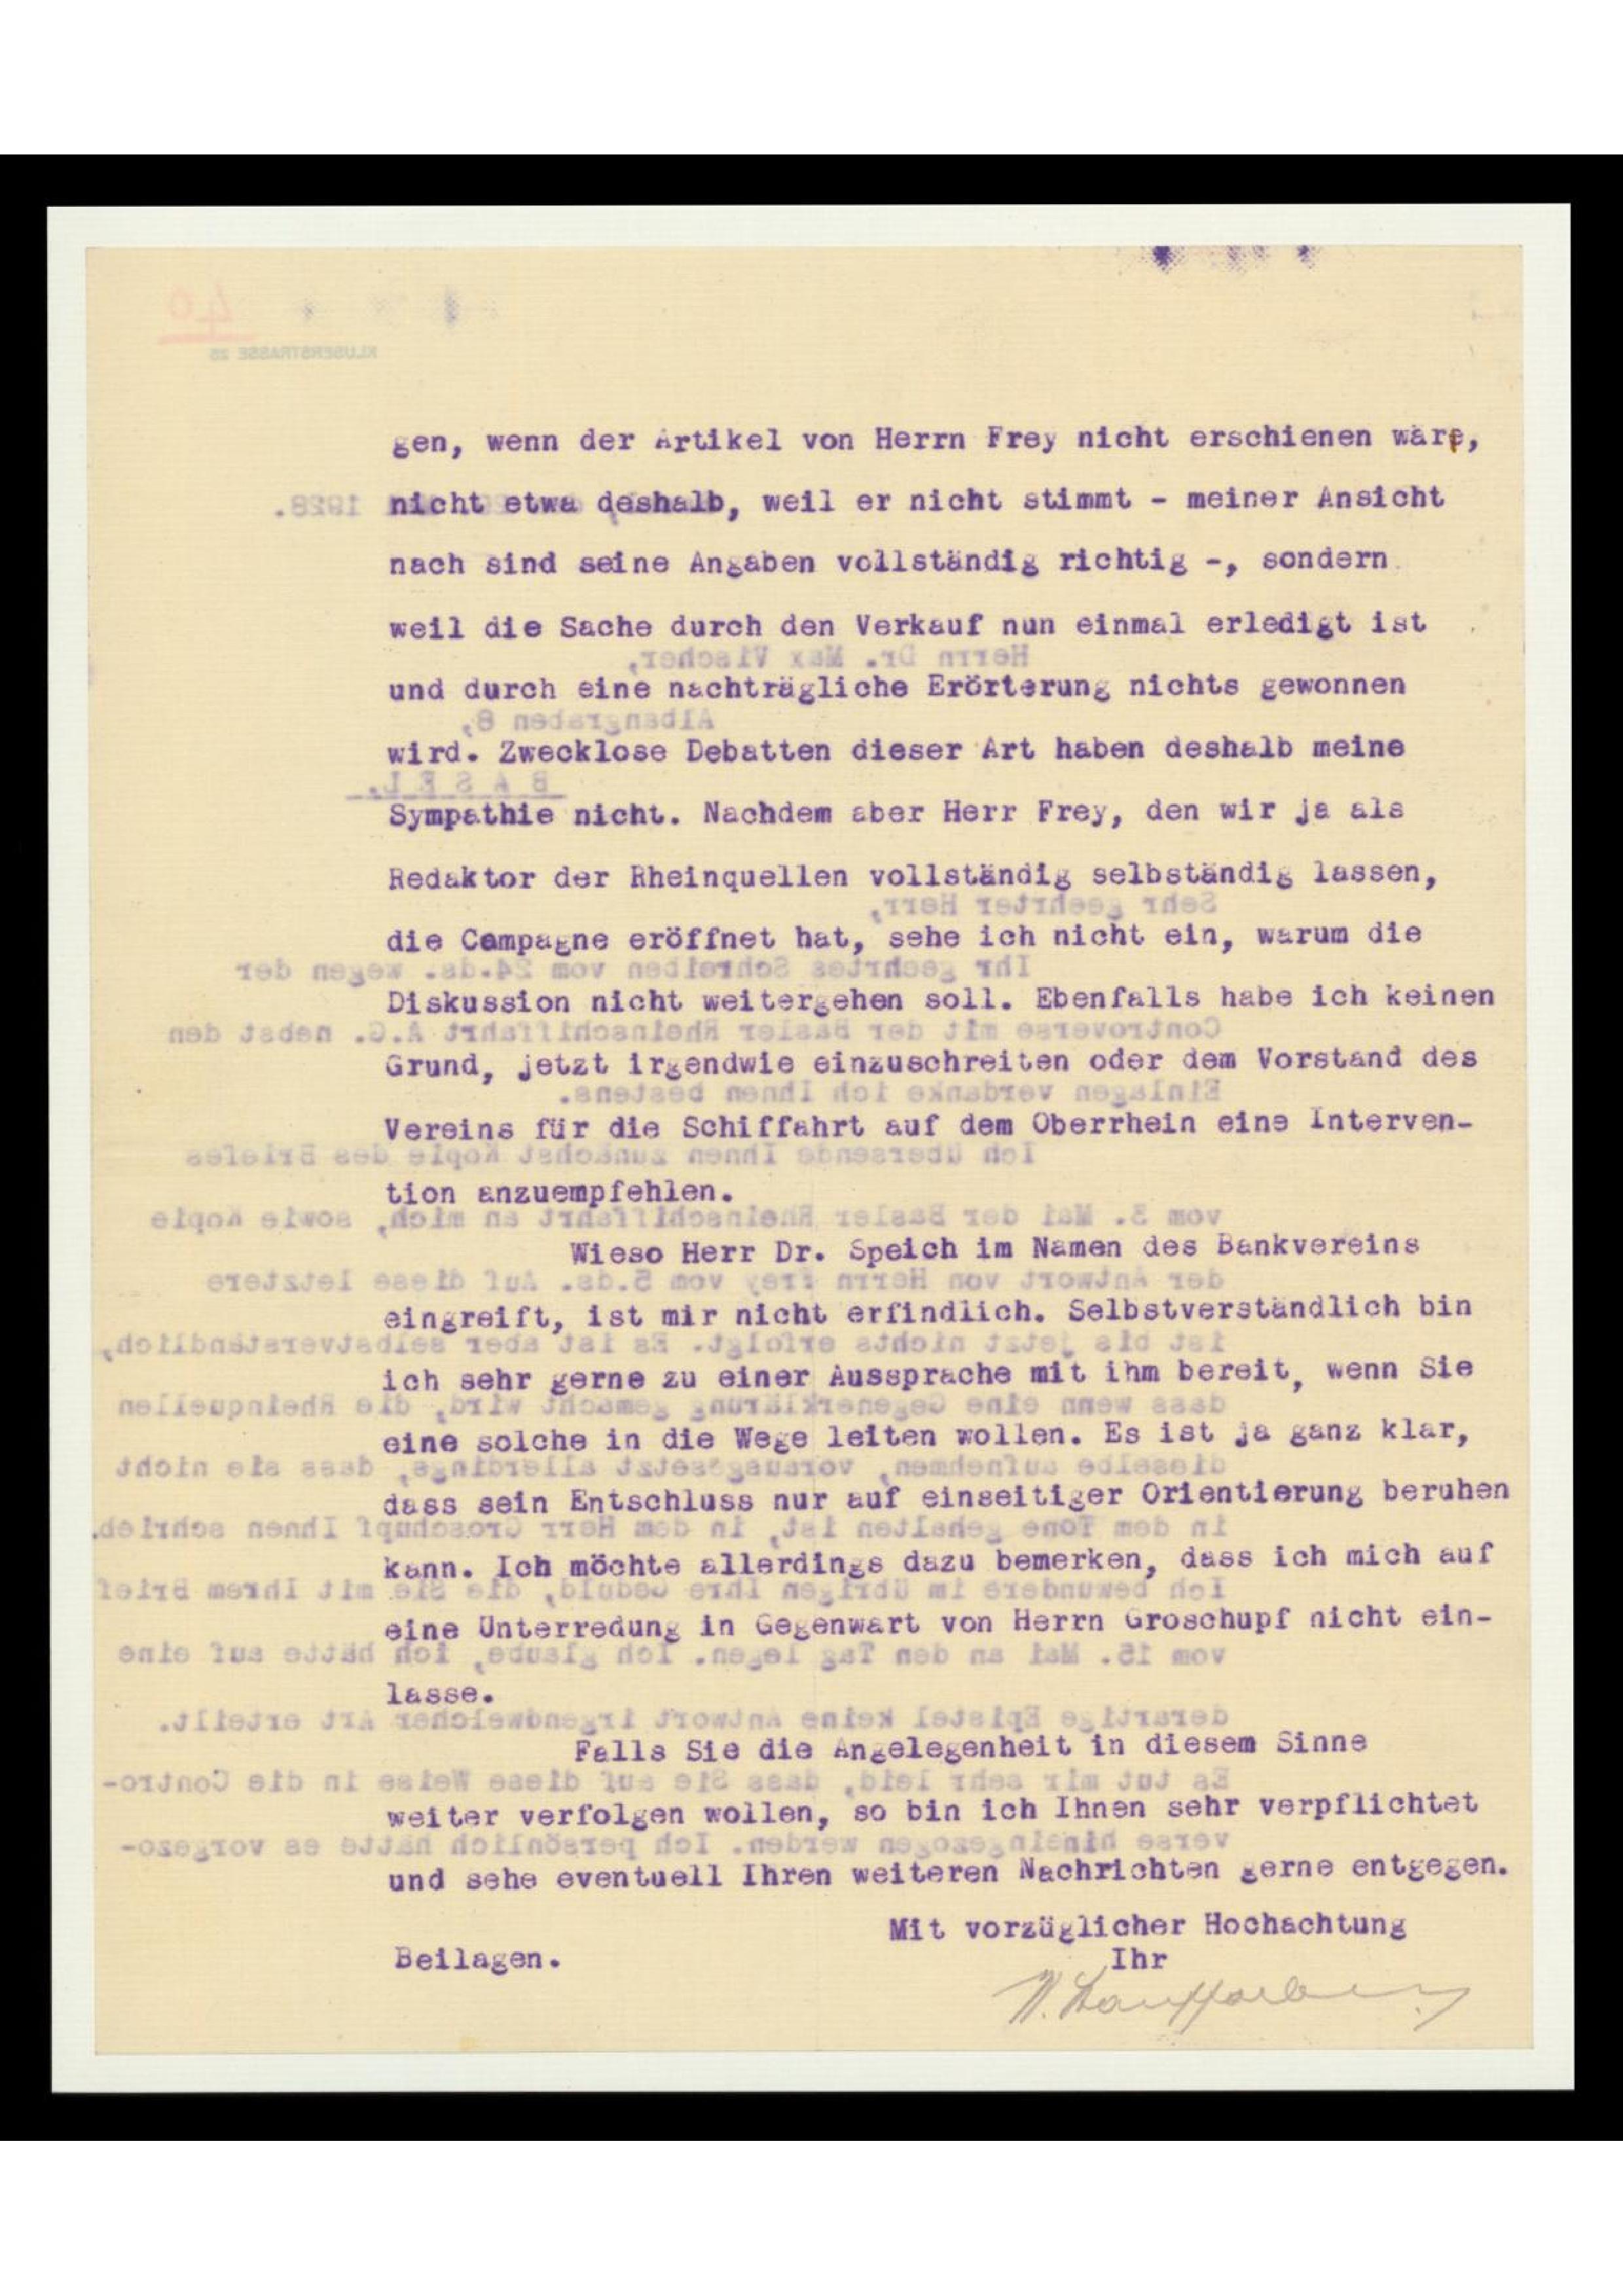 gen, wenn der Artikel von Herrn Frey nicht erschienen wäre,
nicht etwa deshalb, weil er nicht stimmt - meiner Ansicht
nach sind seine Angaben vollständig richtig -, sondern
weil die Sache durch den Verkauf nun einmal erledigt ist
und durch eine nachträgliche Erörterung nichts gewonnen
wird. Zwecklose Debatten dieser Art haben deshalb meine
Sympathie nicht. Nachdem aber Herr Frey, den wir ja als
Redaktor der Rheinquellen vollständig selbständig lassen,
die Campagne eröffnet hat, sehe ich nicht ein, warum die
Diskussion nicht weitergehen soll. Ebenfalls habe ich keinen
Grund, jetzt irgendwie einzuschreiten oder dem Vorstand des
Vereins für die Schiffahrt auf dem Oberrhein eine Interven-
tion anzuempfehlen.
Wieso Herr Dr. Speich im Namen des Bankvereins
eingreift, ist mir nicht erfindlich. Selbstverständlich bin
ich sehr gerne zu einer Aussprache mit ihm bereit, wenn Sie
eine solche in die Wege leiten wollen. Es ist ja ganz klar,
dass sein Entschluss nur auf einseitiger Orientierung beruhen
kann. Ich möchte allerdings dazu bemerken, dass ich mich auf
eine Unterredung in Gegenwart von Herrn Groschupf nicht ein-
lasse.
Falls Sie die Angelegenheit in diesem Sinne
weiter verfolgen wollen, so bin ich Ihnen sehr verpflichtet
und sehe eventuell Ihren weiteren Nachrichten gerne entgegen.
Mit vorzüglicher Hochachtung
Beilagen. Ihr